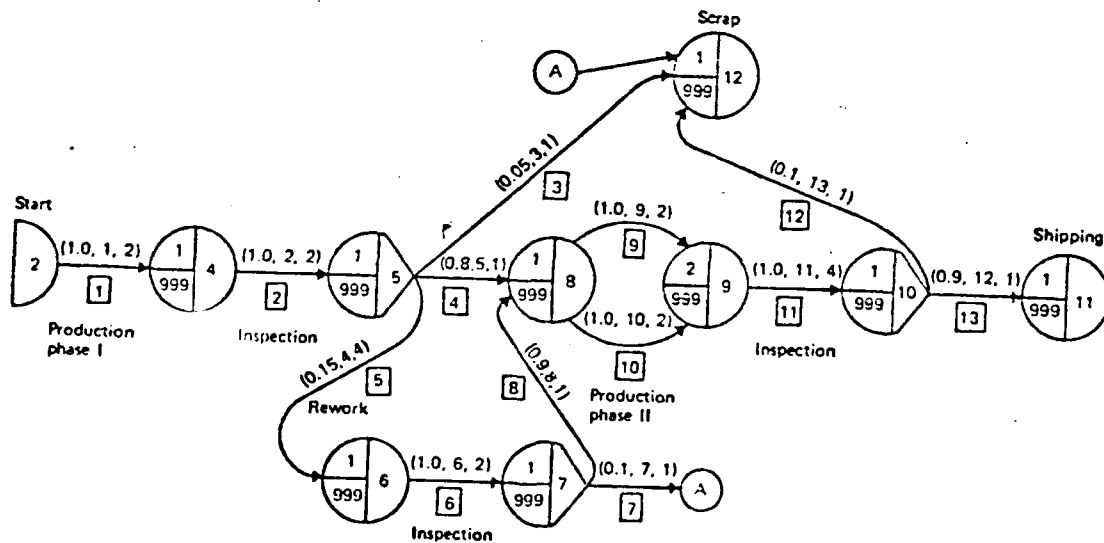 Scrap
A
1
12
999
(0.05,3,1)
3
(0.1, 13, 1)
12
Start
2
(1.0, 1, 2)
1
Production
phase I
1
4
999
(1.0, 2, 2)
2
Inspection
1
5
999
(0.8.5,1)
4
1
8
999
(1.0, 9, 2)
9
(1.0, 10, 2)
10
Production
phase II
2
9
999
(1.0, 11, 4)
11
Inspection
1
10
999
(0.9, 12, 1)
13
Shipping
1
11
999
(0.15,4,4)
5
Rework
(0.9,8,1)
8
1
6
999
(1.0, 6, 2)
6
Inspection
1
7
999
(0.1, 7, 1)
7
A